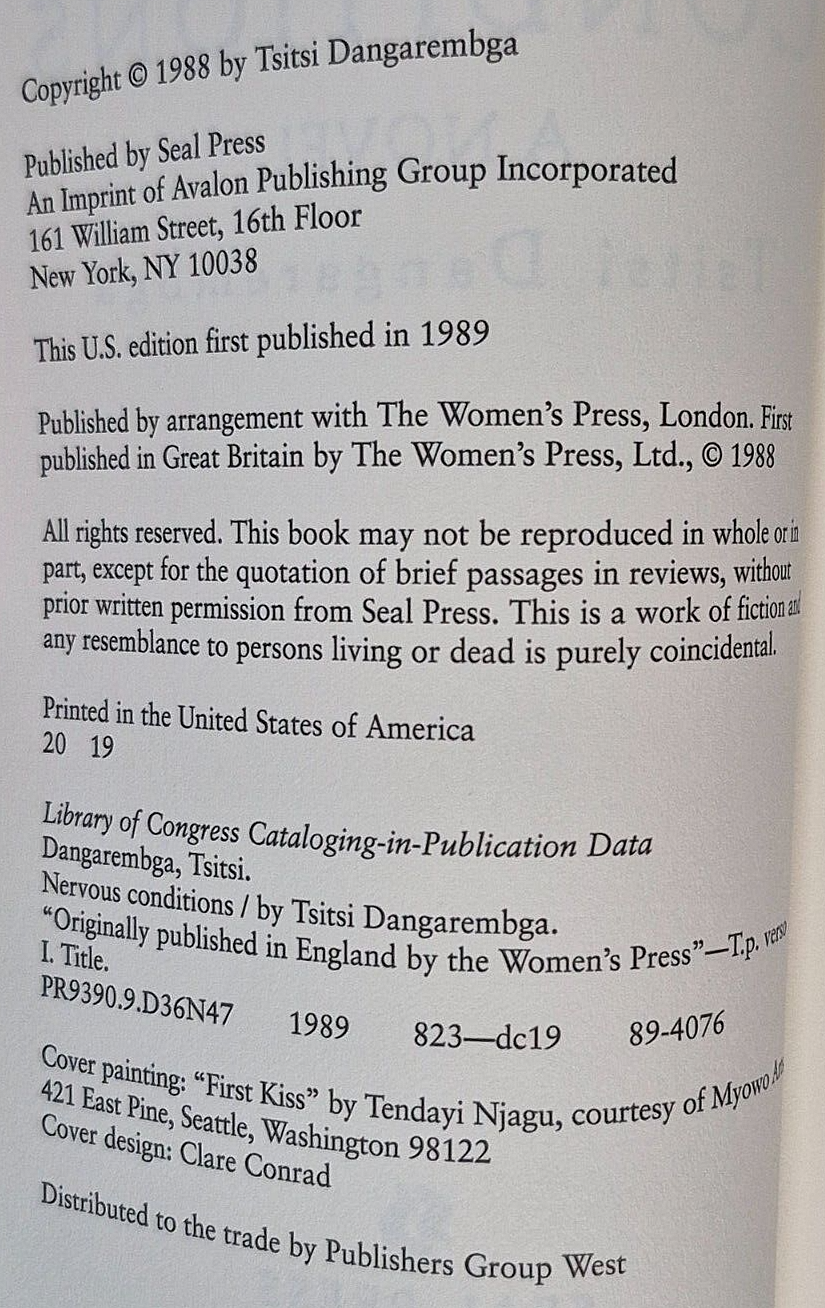 Copyright © 1988 by Tsitsi Dangarembga
Published by Seal Press
An Imprint of Avalon Publishing Group Incorporated
161 William Street, 16th Floor
New York, NY 10038
This U.S. edition first published in 1989
Published by arrangement with The Women's Press, London. First
published in Great Britain by The Women's Press, Ltd., © 1988
All rights reserved. This book may not be reproduced in whole or in
part, except for the quotation of brief passages in reviews, without
prior written permission from Seal Press. This is a work of fiction and
any resemblance to persons living or dead is purely coincidental.
Printed in the United States of America
20 19
Library of Congress Cataloging-in-Publication Data
Dangarembga, Tsitsi.
Nervous conditions / by Tsitsi Dangarembga.
“Originally published in England by the Women's Press”—T.p. verso
I. Title.
PR9390.9.D36N47 1989 823—dc19 89-4076
Cover painting: “First Kiss” by Tendayi Njagu, courtesy of Myowo
421 East Pine, Seattle, Washington 98122
Cover design: Clare Conrad
Distributed to the trade by Publishers Group West